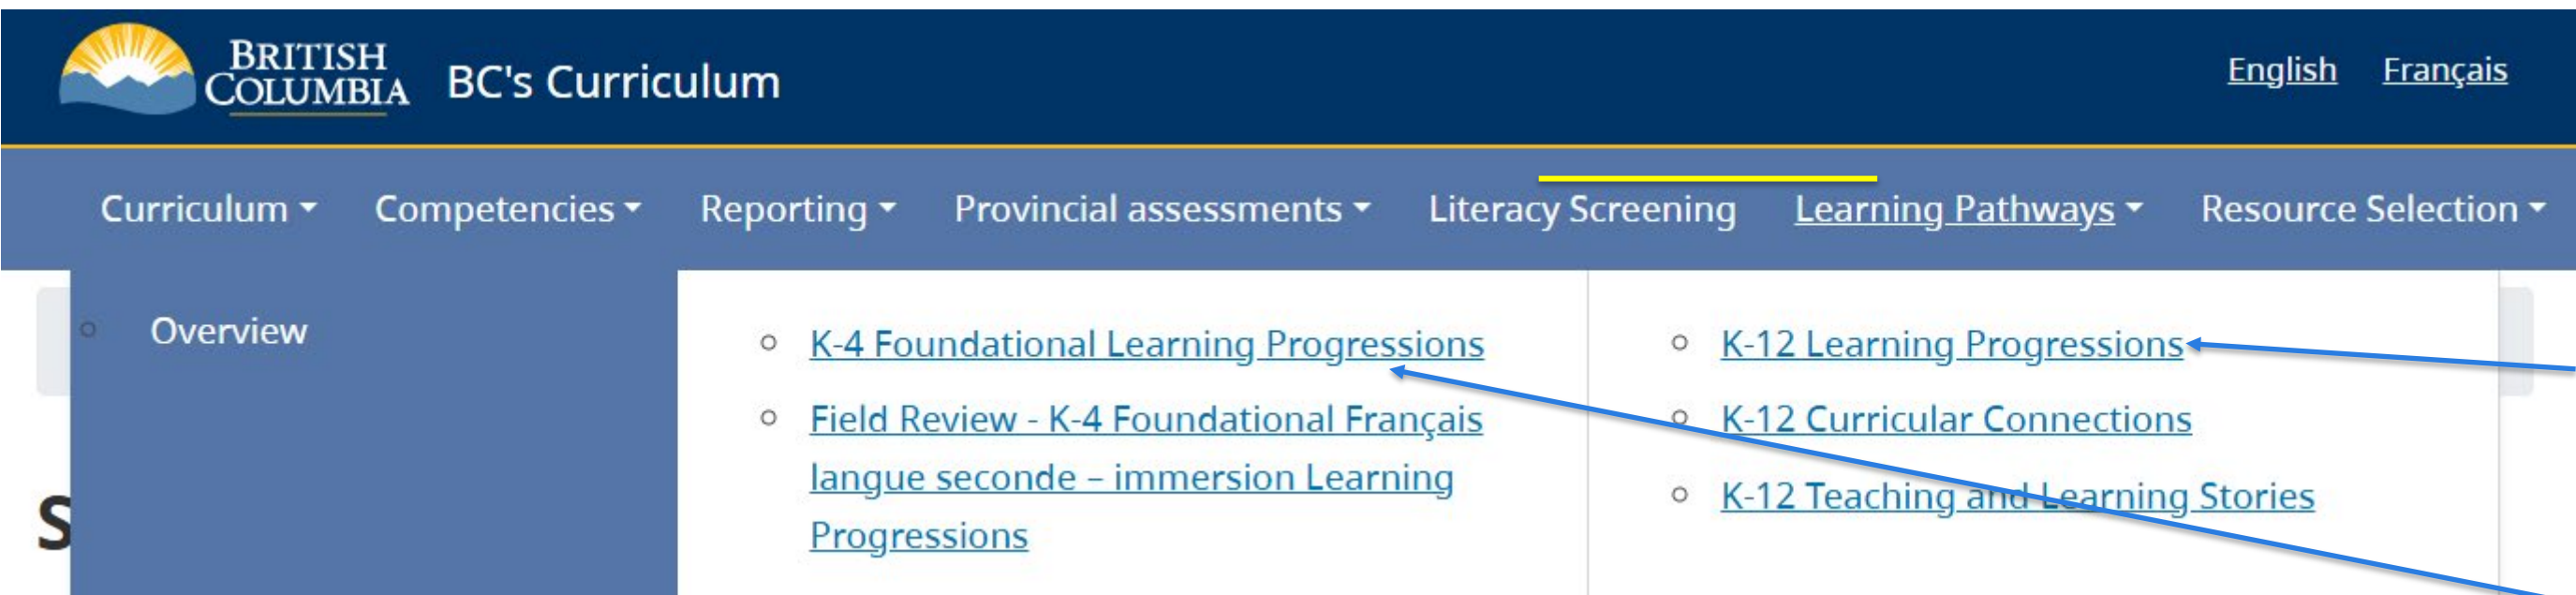 BRITISH
COLUMBIA
BC's Curriculum
English Français
Curriculum Competencies Reporting Provincial assessments Literacy Screening Learning Pathways Resource Selection
Overview
K-4 Foundational Learning Progressions
Field Review - K-4 Foundational Français
langue seconde – immersion Learning
Progressions
K-12 Learning Progressions
K-12 Curricular Connections
K-12 Teaching and Learning Stories
S